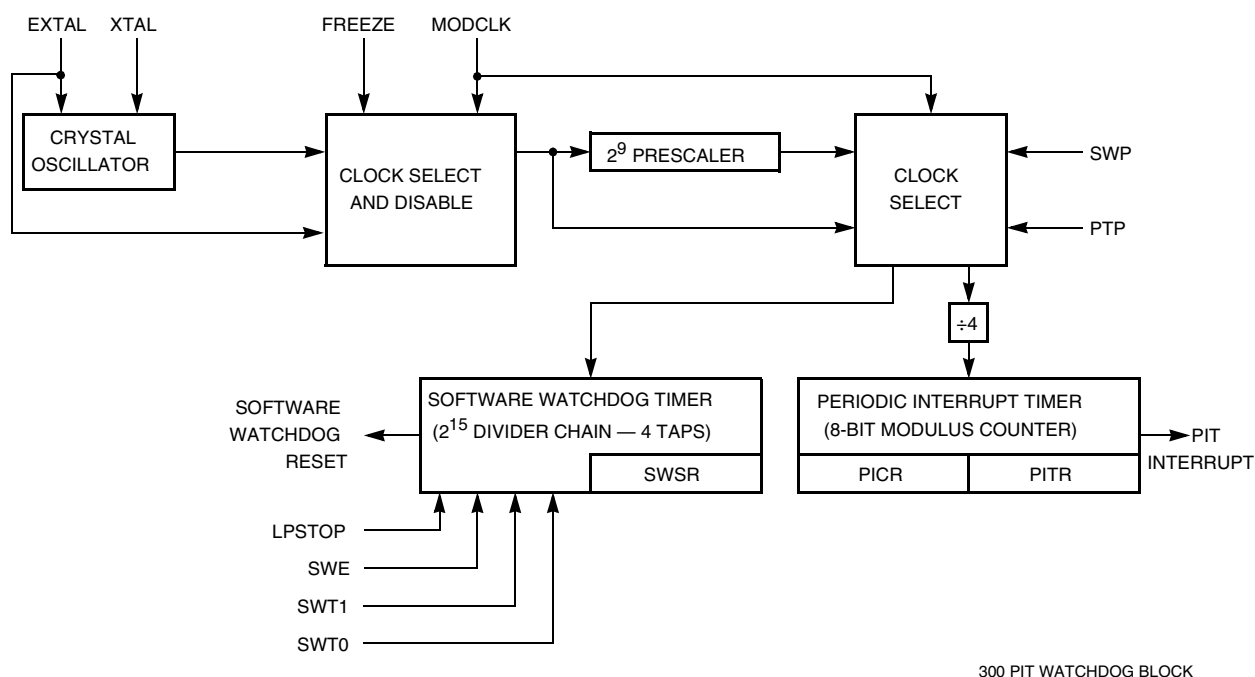 EXTAL XTAL FREEZE MODCLK
CRYSTAL
OSCILLATOR
CLOCK SELECT
AND DISABLE
2⁹ PRESCALER
CLOCK
SELECT
SWP
PTP
÷4
SOFTWARE
WATCHDOG
RESET
SOFTWARE WATCHDOG TIMER
(2¹⁵ DIVIDER CHAIN — 4 TAPS)
SWSR
PERIODIC INTERRUPT TIMER
(8-BIT MODULUS COUNTER)
PICR PITR
PIT
INTERRUPT
LPSTOP
SWE
SWT1
SWT0
300 PIT WATCHDOG BLOCK